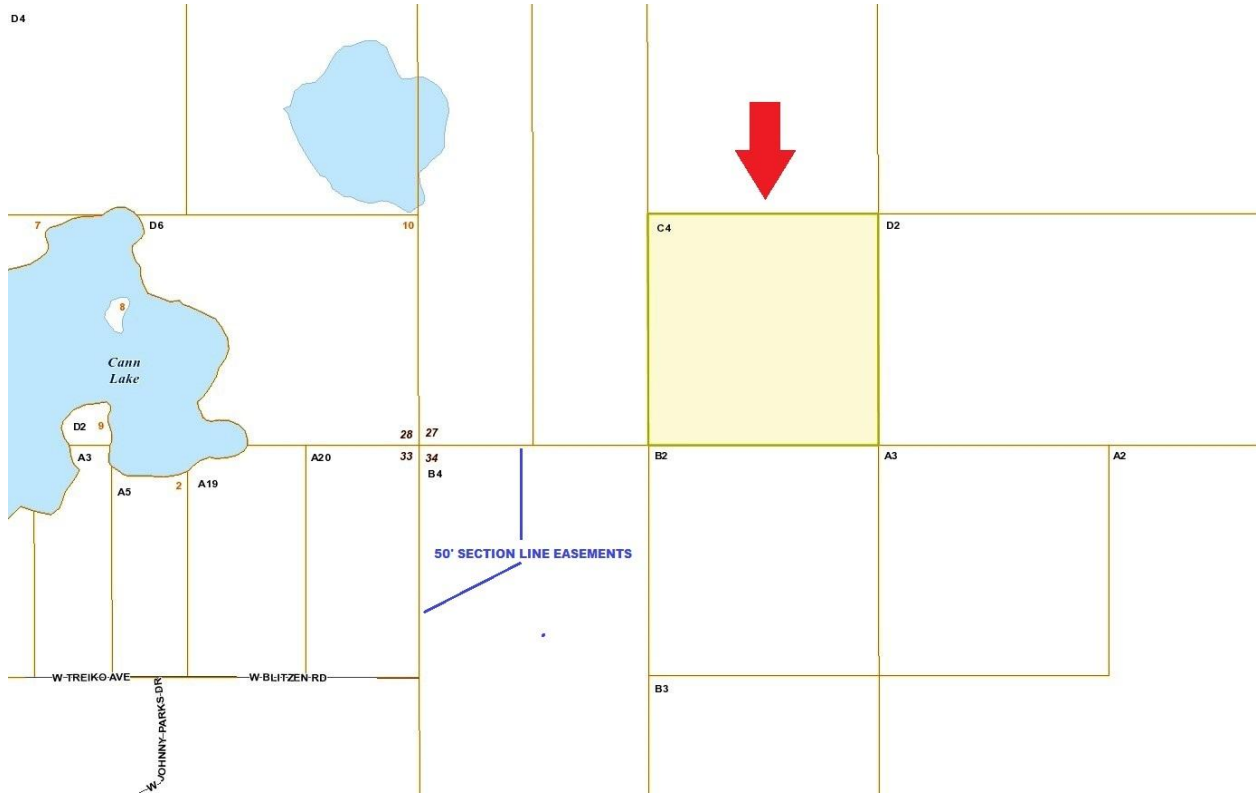 D4
7
D6
10
C4
D2
8
Cann
Lake
D2
9
28
27
33
34
A3
A20
B4
B2
A3
A2
A5
2
A19
50' SECTION LINE EASEMENTS
W TREIKO AVE
W BLITZEN RD
B3
W JOHNNY PARKS DR